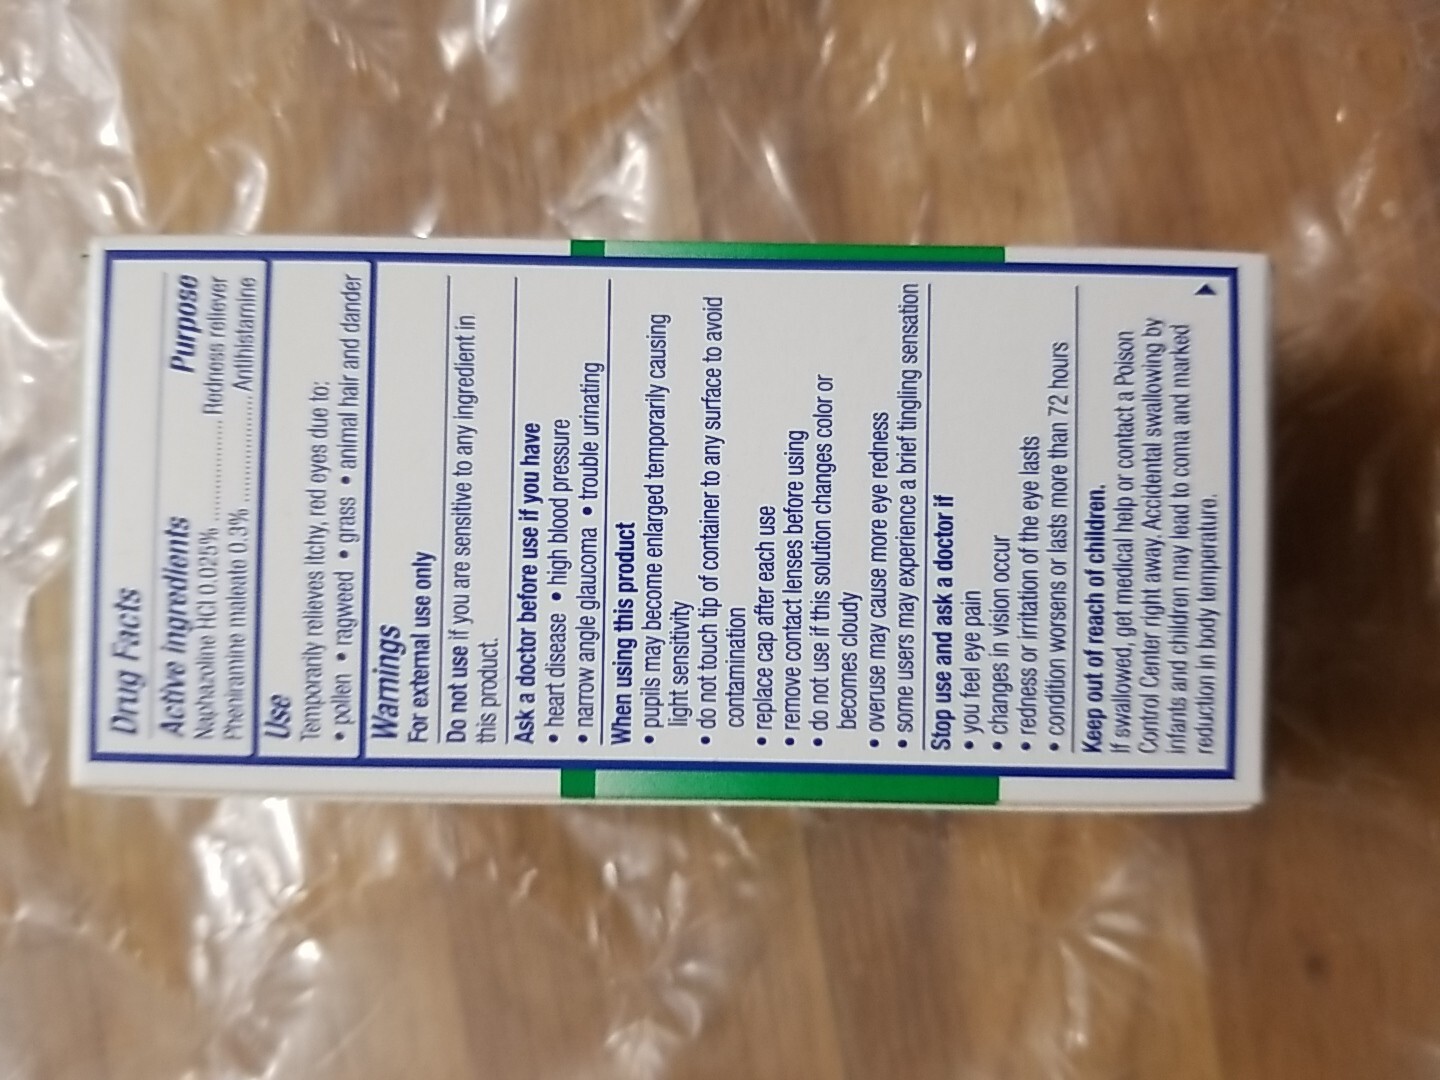 Drug Facts
Active ingredients Purpose
Naphazoline HCl 0.025% .............. Redness reliever
Pheniramine maleate 0.3% .............. Antihistamine
Use
Temporarily relieves itchy, red eyes due to:
• pollen • ragweed • grass • animal hair and dander
Warnings
For external use only
Do not use if you are sensitive to any ingredient in
this product.
Ask a doctor before use if you have
• heart disease • high blood pressure
• narrow angle glaucoma • trouble urinating
When using this product
• pupils may become enlarged temporarily causing
light sensitivity
• do not touch tip of container to any surface to avoid
contamination
• replace cap after each use
• remove contact lenses before using
• do not use if this solution changes color or
becomes cloudy
• overuse may cause more eye redness
• some users may experience a brief tingling sensation
Stop use and ask a doctor if
• you feel eye pain
• changes in vision occur
• redness or irritation of the eye lasts
• condition worsens or lasts more than 72 hours
Keep out of reach of children.
If swallowed, get medical help or contact a Poison
Control Center right away. Accidental swallowing by
infants and children may lead to coma and marked
reduction in body temperature.